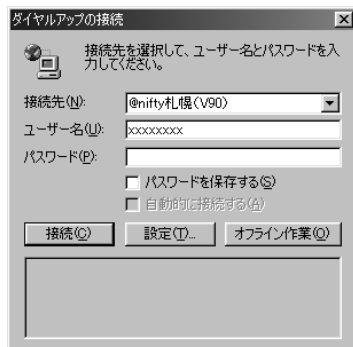 ダイヤルアップの接続
接続先を選択して、ユーザー名とパスワードを入
力してください。
接続先(N):
@nifty札幌(V90)
ユーザー名(U):
xxxxxxxx
パスワード(P):
パスワードを保存する(S)
自動的に接続する(A)
接続(C)
設定(T)...
オフライン作業(O)